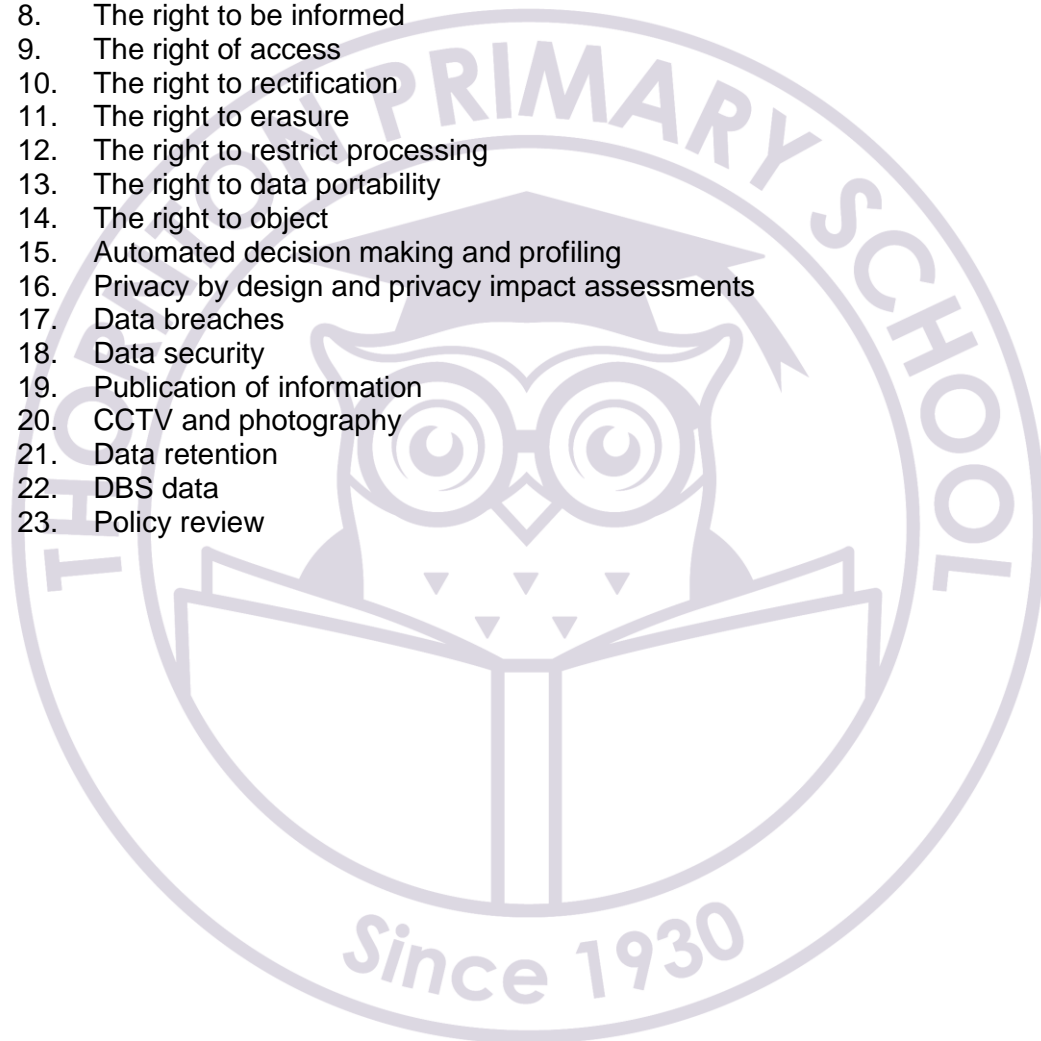 8. The right to be informed
9. The right of access
10. The right to rectification
11. The right to erasure
12. The right to restrict processing
13. The right to data portability
14. The right to object
15. Automated decision making and profiling
16. Privacy by design and privacy impact assessments
17. Data breaches
18. Data security
19. Publication of information
20. CCTV and photography
21. Data retention
22. DBS data
23. Policy review
THORITON PRIMARY SCHOOL
Since 1930